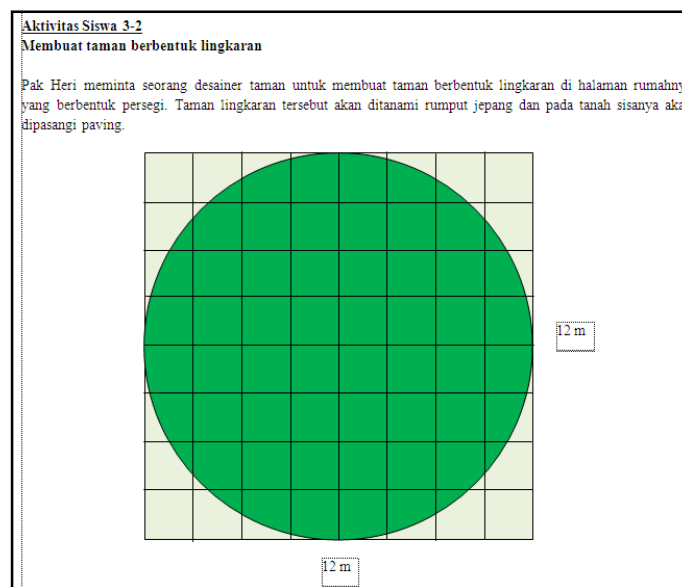 Aktivitas Siswa 3-2
Membuat taman berbentuk lingkaran
Pak Heri meminta seorang desainer taman untuk membuat taman berbentuk lingkaran di halaman rumahny
yang berbentuk persegi. Taman lingkaran tersebut akan ditanami rumput jepang dan pada tanah sisanya aka
dipasangi paving.
12 m
12 m